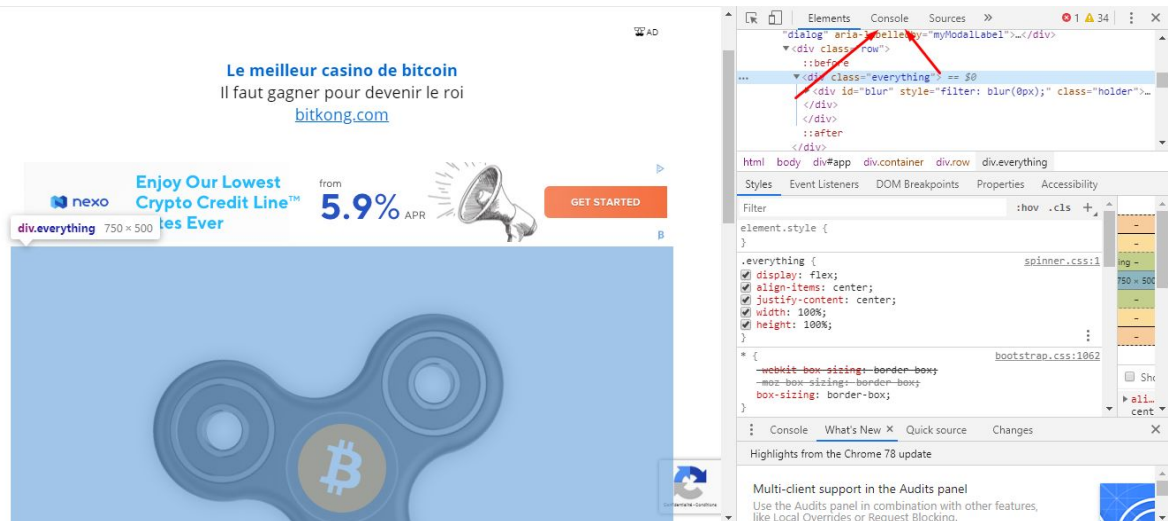 AD
Le meilleur casino de bitcoin
Il faut gagner pour devenir le roi
bitkong.com
nexo
Enjoy Our Lowest
Crypto Credit Line™
tes Ever
from
5.9% APR
GET STARTED
B
div.everything 750 × 500
Elements Console Sources » 1 34
"dialog" aria-labelledby="myModalLabel">…</div>
▼<div class="row">
::before
… ▼<div class="everything"> == $0
<div id="blur" style="filter: blur(0px);" class="holder">…
</div>
</div>
::after
</div>
html body div#app div.container div.row div.everything
Styles Event Listeners DOM Breakpoints Properties Accessibility
Filter :hov .cls +
element.style {
}
.everything { spinner.css:1
display: flex;
align-items: center;
justify-content: center;
width: 100%;
height: 100%;
}
* { bootstrap.css:1062
-webkit-box-sizing: border-box;
-moz-box-sizing: border-box;
box-sizing: border-box;
}
ing -
750 × 500
Sho
ali…
cent
Console What's New × Quick source Changes
Highlights from the Chrome 78 update
Multi-client support in the Audits panel
Use the Audits panel in combination with other features,
like Local Overrides or Request Blocking.
Confidentialité - Conditions